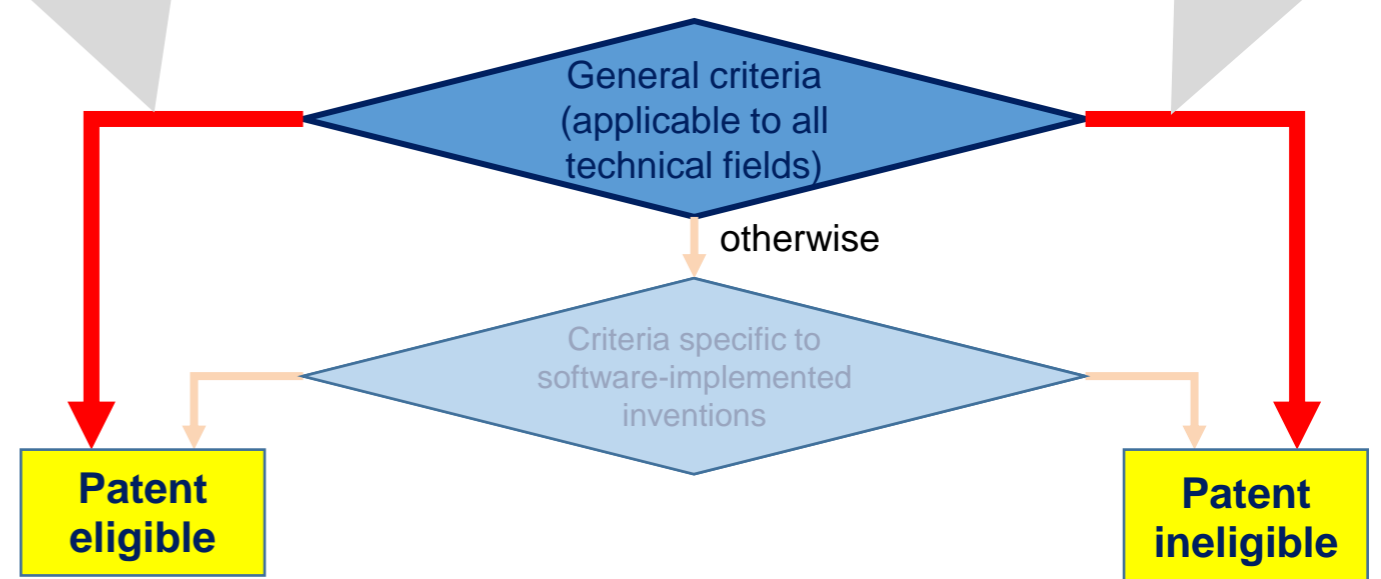 General criteria
(applicable to all
technical fields)
otherwise
Criteria specific to
software-implemented
inventions
Patent
eligible
Patent
ineligible